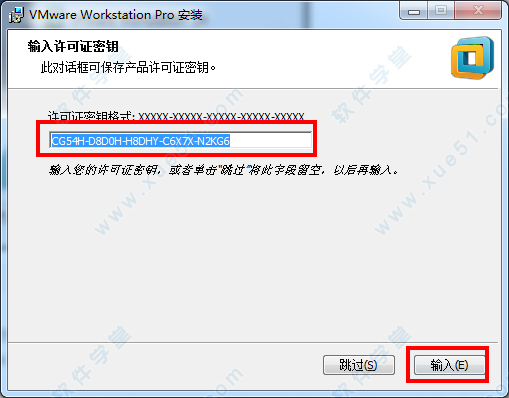 VMware Workstation Pro 安装
输入许可证密钥
此对话框可保存产品许可证密钥。
许可证密钥格式: XXXXX-XXXXX-XXXXX-XXXXX-XXXXX
CG54H-D8D0H-H8DHY-C6X7X-N2KG6
输入您的许可证密钥，或者单击“跳过”将此字段留空，以后再输入。
跳过(S)
输入(E)
软件学堂
www.xue51.com